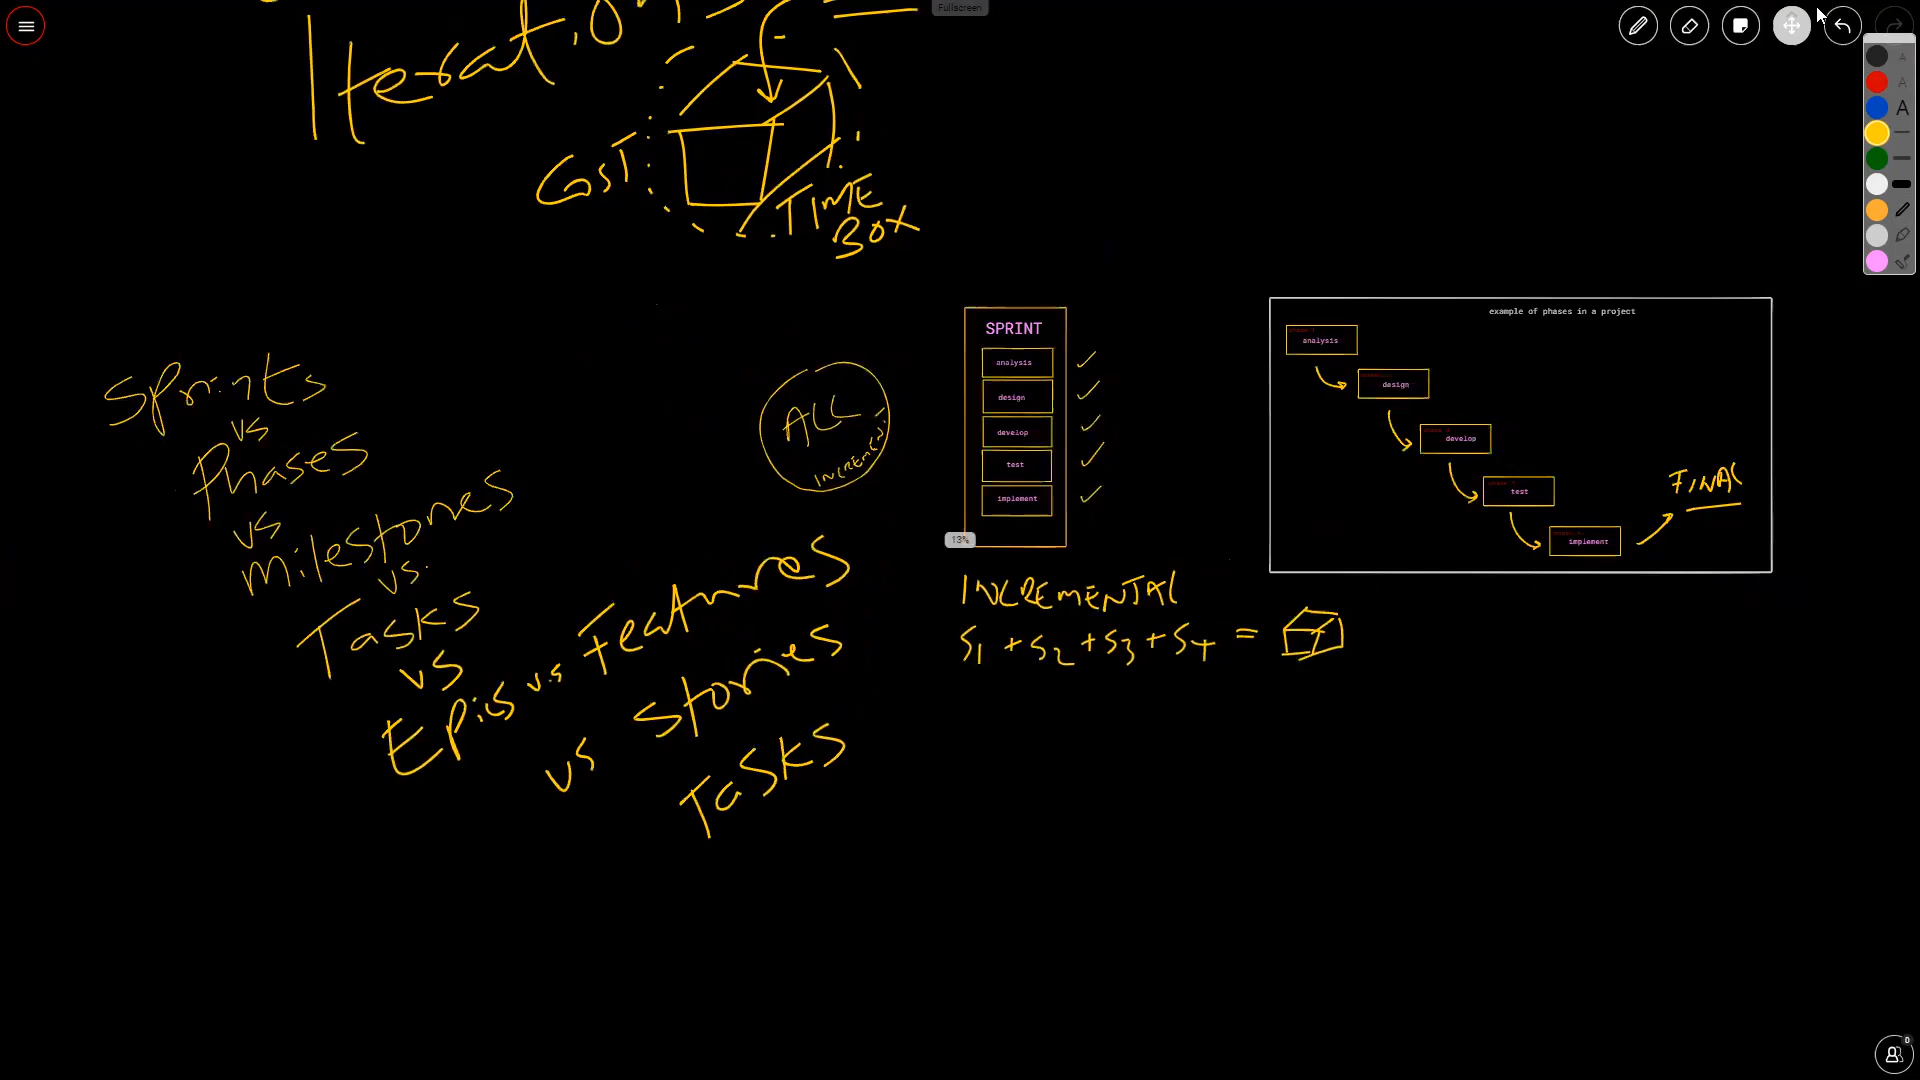 Fullscreen
Iteration
COST
TIME
BOX
Sprints
vs
Phases
vs
milestones
vs.
Tasks
vs
Epics vs Features
vs Stories
Tasks
ALL
SPRINT
analysis
design
develop
test
implement
13%
INCREMENTAL
S1 + S2 + S3 + S4 =
example of phases in a project
analysis
design
develop
test
implement
FINAL
A
A
A
0